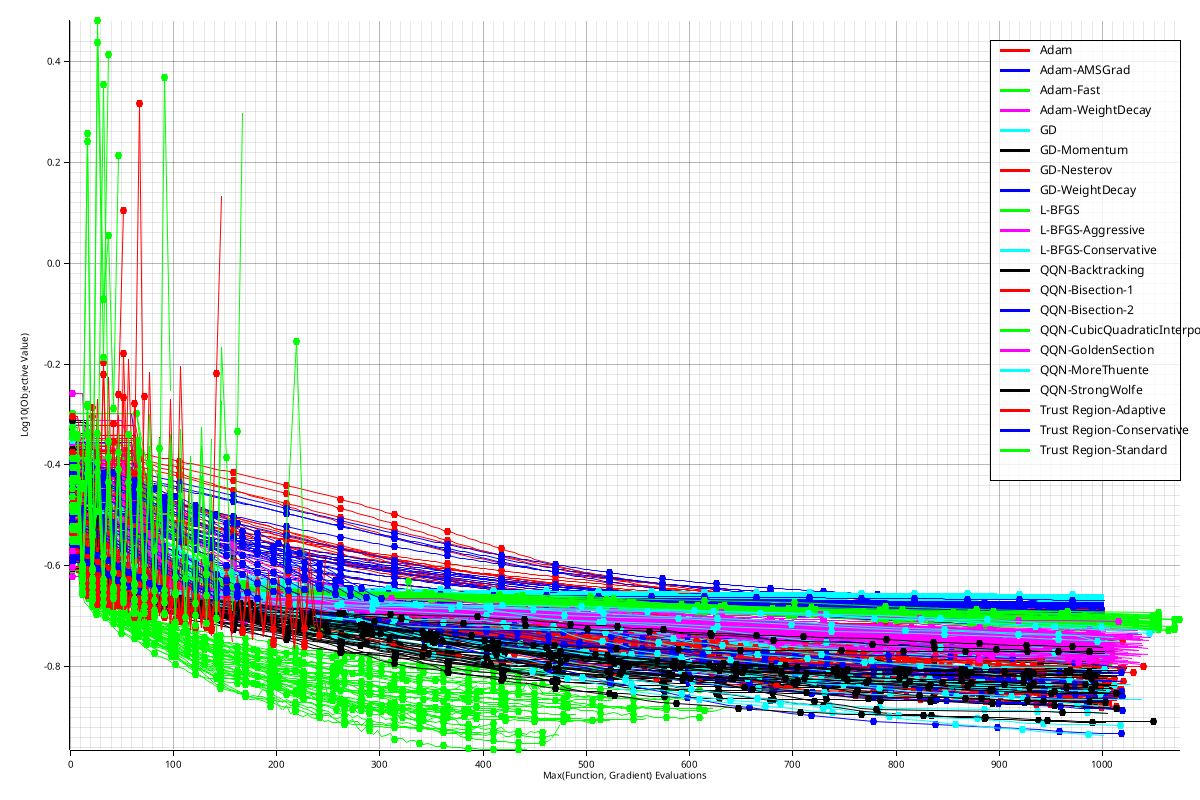 0.4
0.2
0.0
-0.2
-0.4
-0.6
-0.8
Log10(Objective Value)
0
100
200
300
400
500
600
700
800
900
1000
Max(Function, Gradient) Evaluations
Adam
Adam-AMSGrad
Adam-Fast
Adam-WeightDecay
GD
GD-Momentum
GD-Nesterov
GD-WeightDecay
L-BFGS
L-BFGS-Aggressive
L-BFGS-Conservative
QQN-Backtracking
QQN-Bisection-1
QQN-Bisection-2
QQN-CubicQuadraticInterpo
QQN-GoldenSection
QQN-MoreThuente
QQN-StrongWolfe
Trust Region-Adaptive
Trust Region-Conservative
Trust Region-Standard